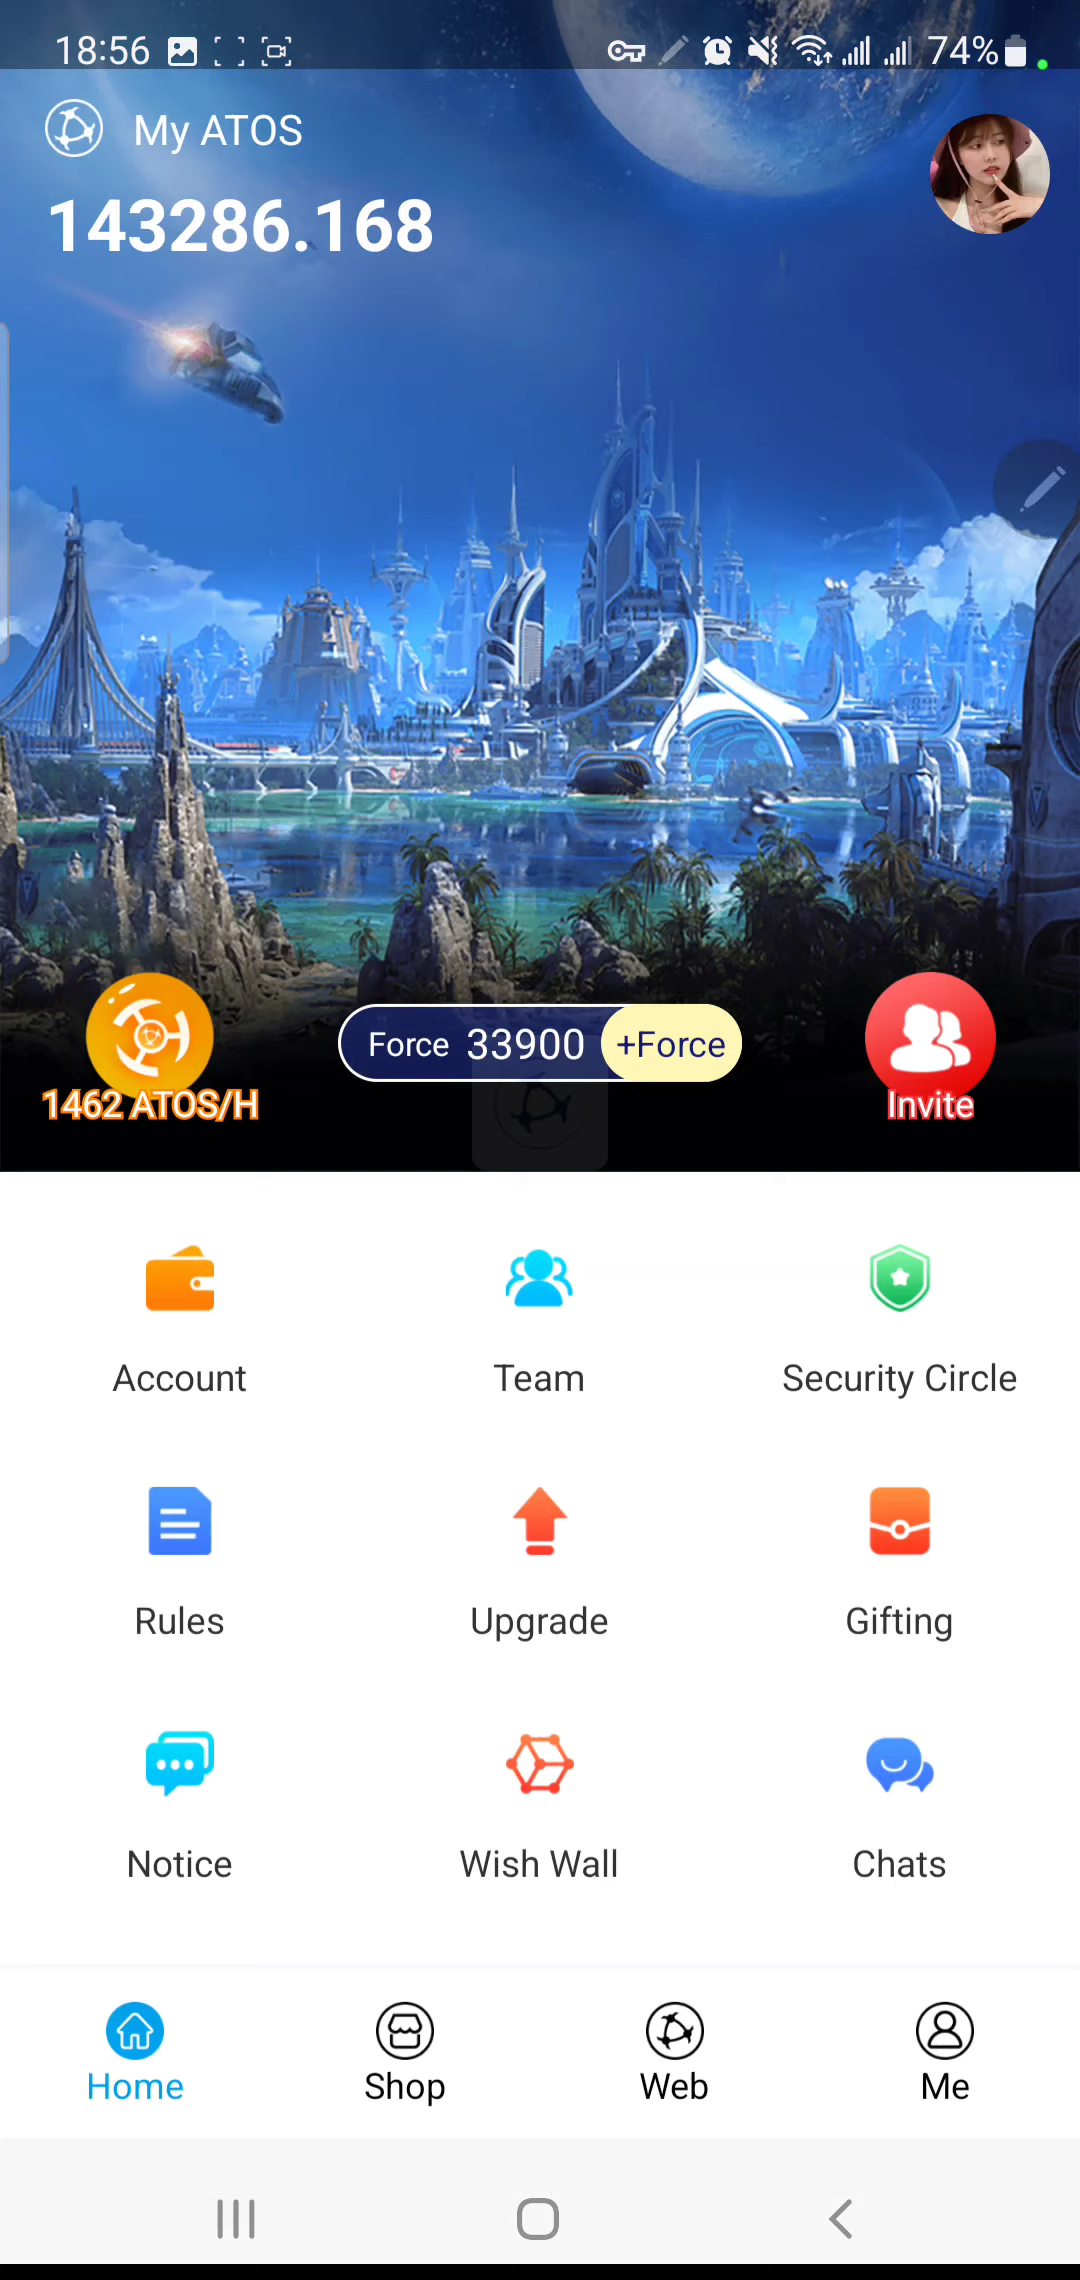 18:56 74%
My ATOS
143286.168
Force 33900 +Force
1462 ATOS/H Invite
Account Team Security Circle
Rules Upgrade Gifting
Notice Wish Wall Chats
Home Shop Web Me